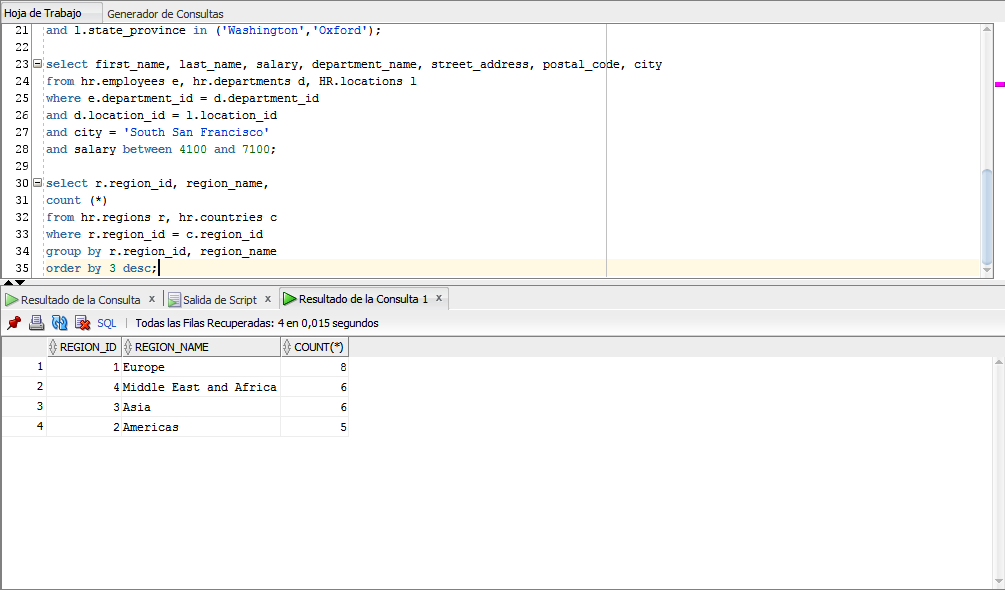 Hoja de Trabajo Generador de Consultas
21 and l.state_province in ('Washington','Oxford');
22
23 select first_name, last_name, salary, department_name, street_address, postal_code, city
24 from hr.employees e, hr.departments d, HR.locations l
25 where e.department_id = d.department_id
26 and d.location_id = l.location_id
27 and city = 'South San Francisco'
28 and salary between 4100 and 7100;
29
30 select r.region_id, region_name,
31 count (*)
32 from hr.regions r, hr.countries c
33 where r.region_id = c.region_id
34 group by r.region_id, region_name
35 order by 3 desc;
Resultado de la Consulta x Salida de Script x Resultado de la Consulta 1 x
SQL | Todas las Filas Recuperadas: 4 en 0,015 segundos
REGION_ID REGION_NAME COUNT(*)
1 1 Europe 8
2 4 Middle East and Africa 6
3 3 Asia 6
4 2 Americas 5